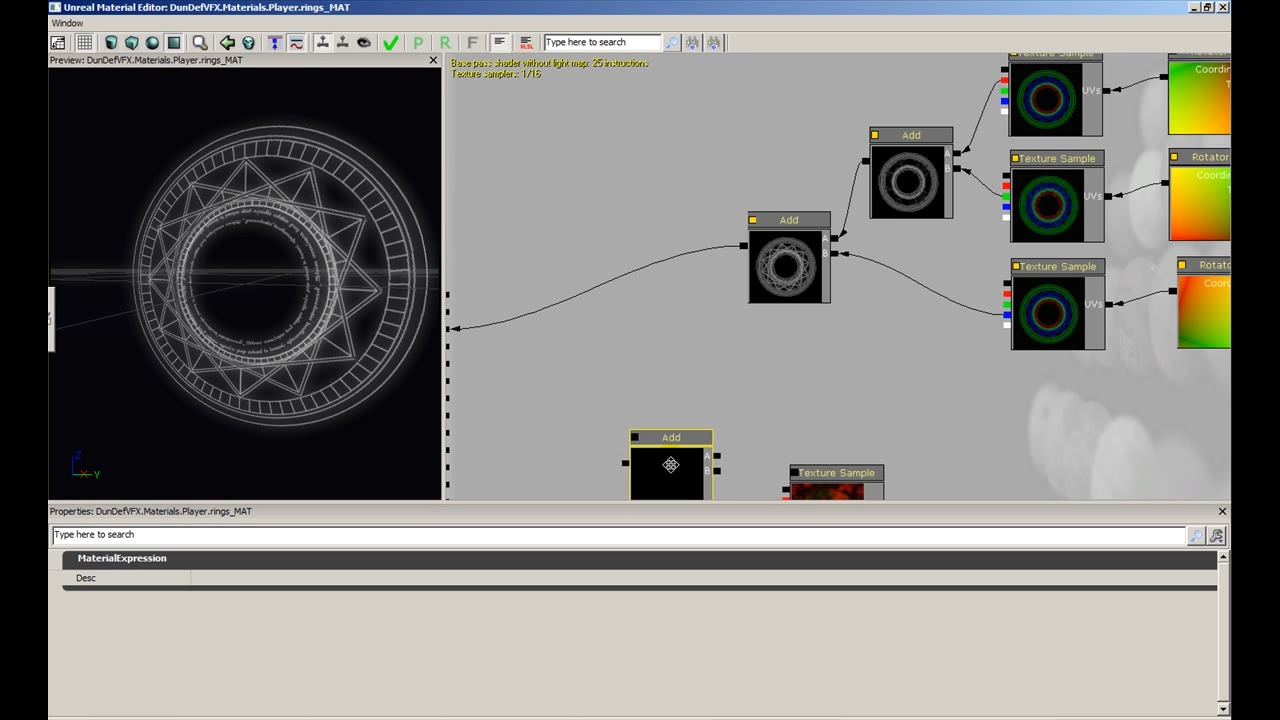 Unreal Material Editor: DunDefVFX.Materials.Player.rings_MAT
Window
P R F HLSL Type here to search
Preview: DunDefVFX.Materials.Player.rings_MAT
Base pass shader without light map: 25 instructions
Texture samplers: 1/16
Texture Sample
UVs
Coordin
Add
A
B
Texture Sample
UVs
Rotator
Coordin
Add
A
B
Texture Sample
UVs
Rotato
Coord
Add
A
B
Texture Sample
Z
X Y
Properties: DunDefVFX.Materials.Player.rings_MAT
Type here to search
MaterialExpression
Desc